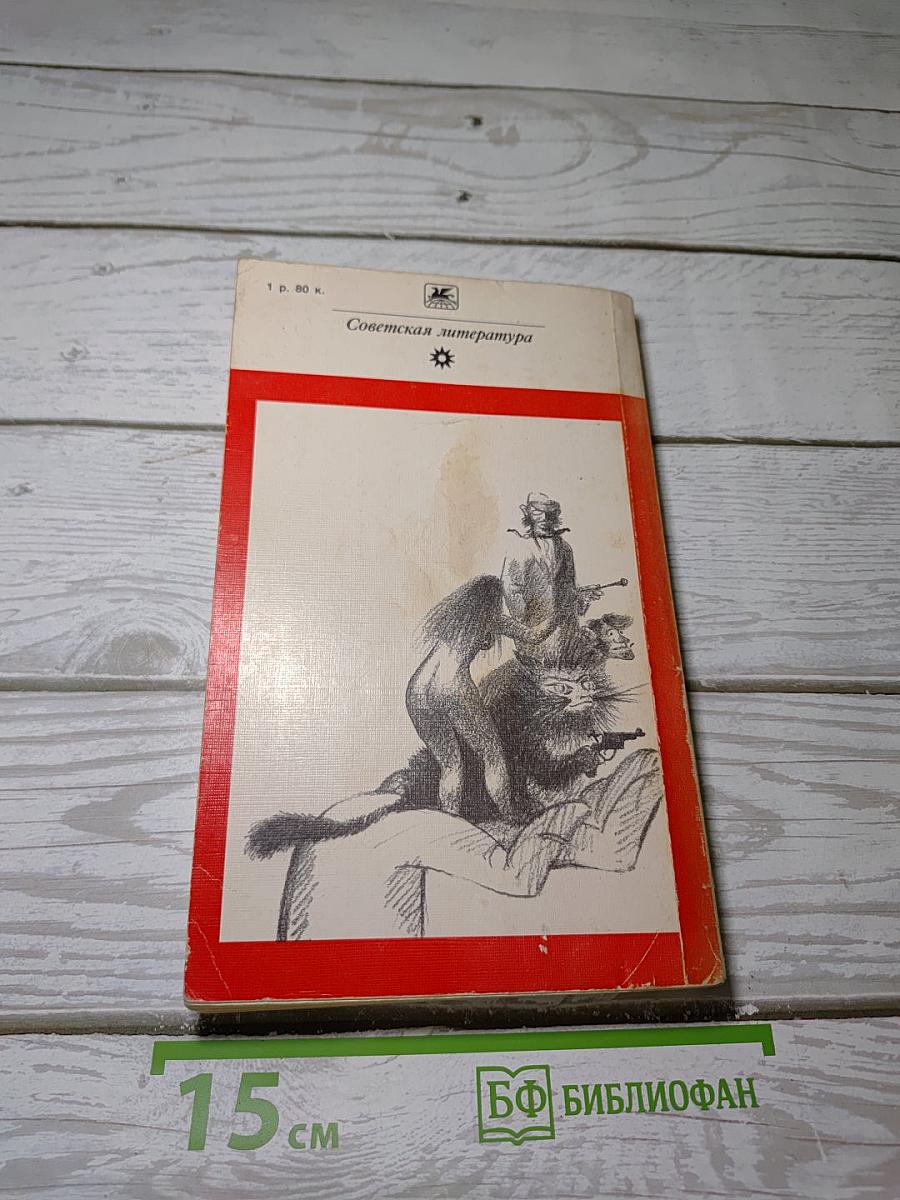 1 р. 80 к.
Советская литература
15 см
БФ БИБЛИОФАН